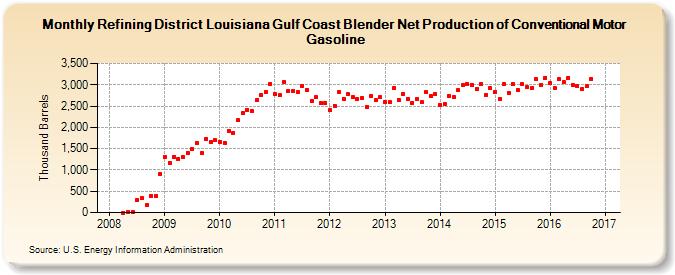 Monthly Refining District Louisiana Gulf Coast Blender Net Production of Conventional Motor
Gasoline
Thousand Barrels
3,500
3,000
2,500
2,000
1,500
1,000
500
0
2008 2009 2010 2011 2012 2013 2014 2015 2016 2017
Source: U.S. Energy Information Administration